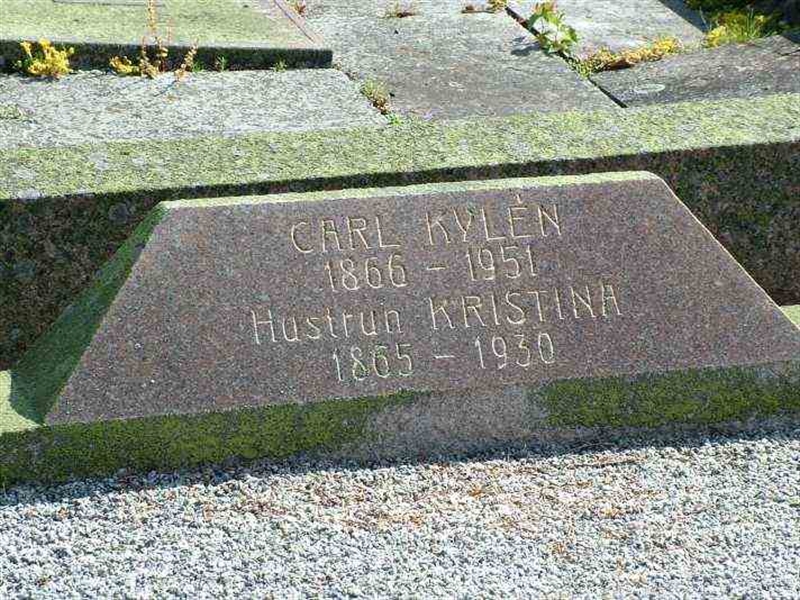 CARL KYLÉN
1866 - 1951
Hustrun KRISTINA
1865 - 1930